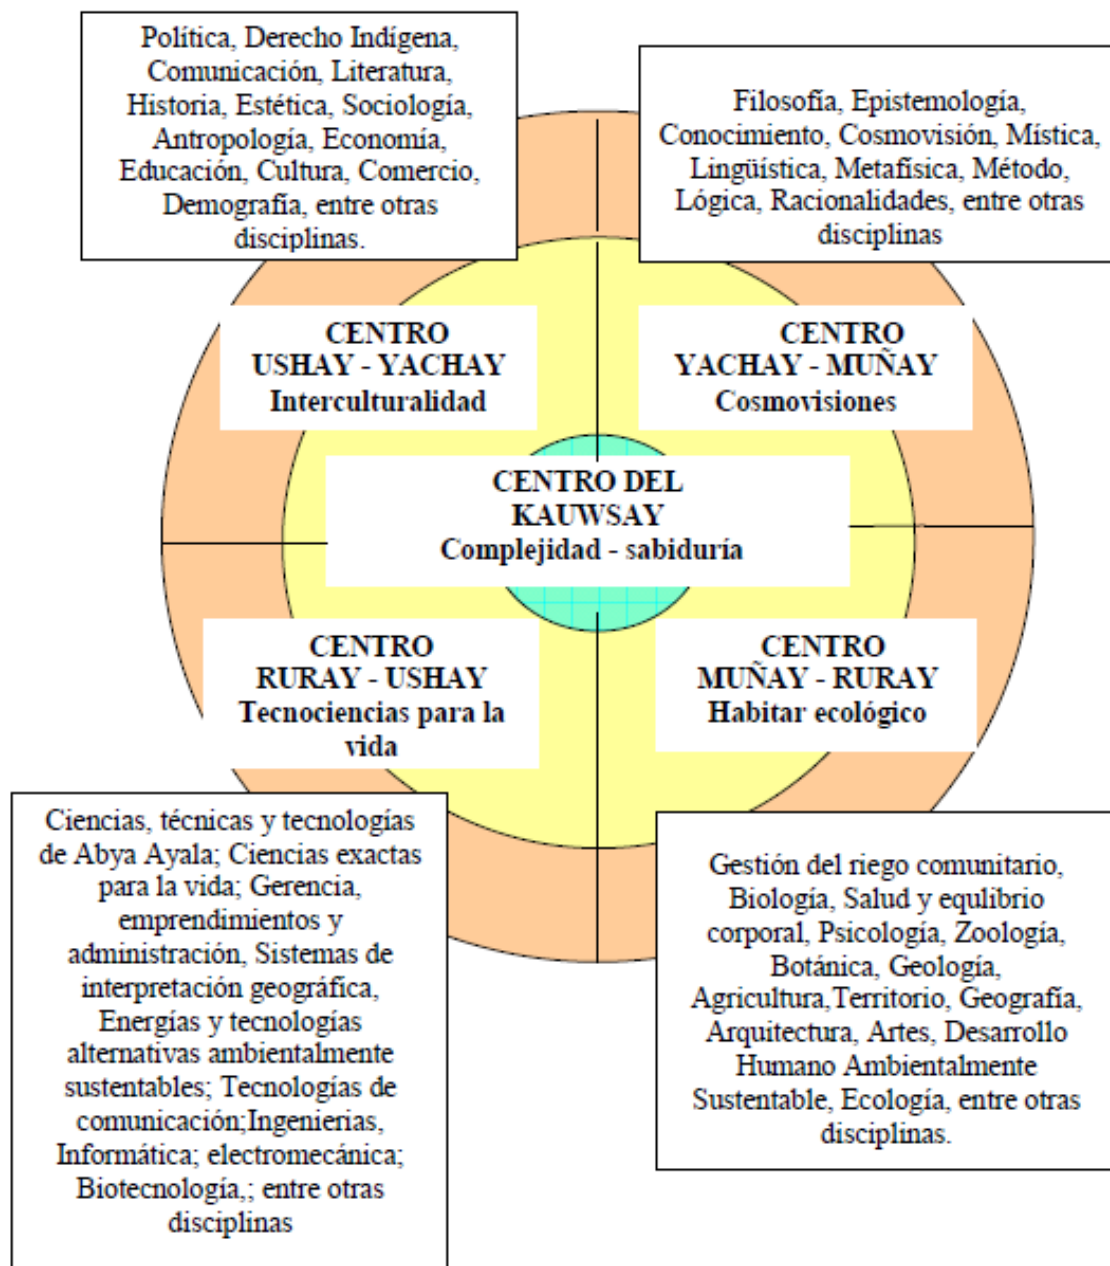 Política, Derecho Indígena,
Comunicación, Literatura,
Historia, Estética, Sociología,
Antropología, Economía,
Educación, Cultura, Comercio,
Demografía, entre otras
disciplinas.
Filosofía, Epistemología,
Conocimiento, Cosmovisión, Mística,
Lingüística, Metafísica, Método,
Lógica, Racionalidades, entre otras
disciplinas
CENTRO
USHAY - YACHAY
Interculturalidad
CENTRO
YACHAY - MUÑAY
Cosmovisiones
CENTRO DEL
KAUWSAY
Complejidad - sabiduría
CENTRO
RURAY - USHAY
Tecnociencias para la
vida
CENTRO
MUÑAY - RURAY
Habitar ecológico
Ciencias, técnicas y tecnologías
de Abya Ayala; Ciencias exactas
para la vida; Gerencia,
emprendimientos y
administración, Sistemas de
interpretación geográfica,
Energías y tecnologías
alternativas ambientalmente
sustentables; Tecnologías de
comunicación;Ingenierias,
Informática; electromecánica;
Biotecnología,; entre otras
disciplinas
Gestión del riego comunitario,
Biología, Salud y equlibrio
corporal, Psicología, Zoología,
Botánica, Geología,
Agricultura,Territorio, Geografía,
Arquitectura, Artes, Desarrollo
Humano Ambientalmente
Sustentable, Ecología, entre otras
disciplinas.